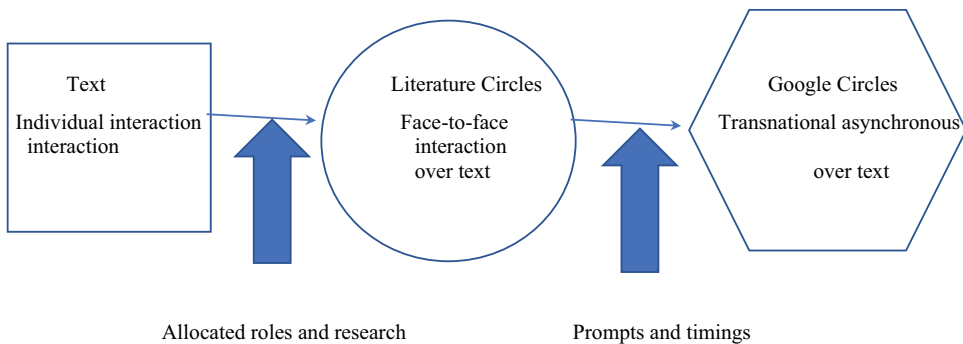 Text
Individual interaction
interaction
Literature Circles
Face-to-face
interaction
over text
Google Circles
Transnational asynchronous
over text
Allocated roles and research
Prompts and timings